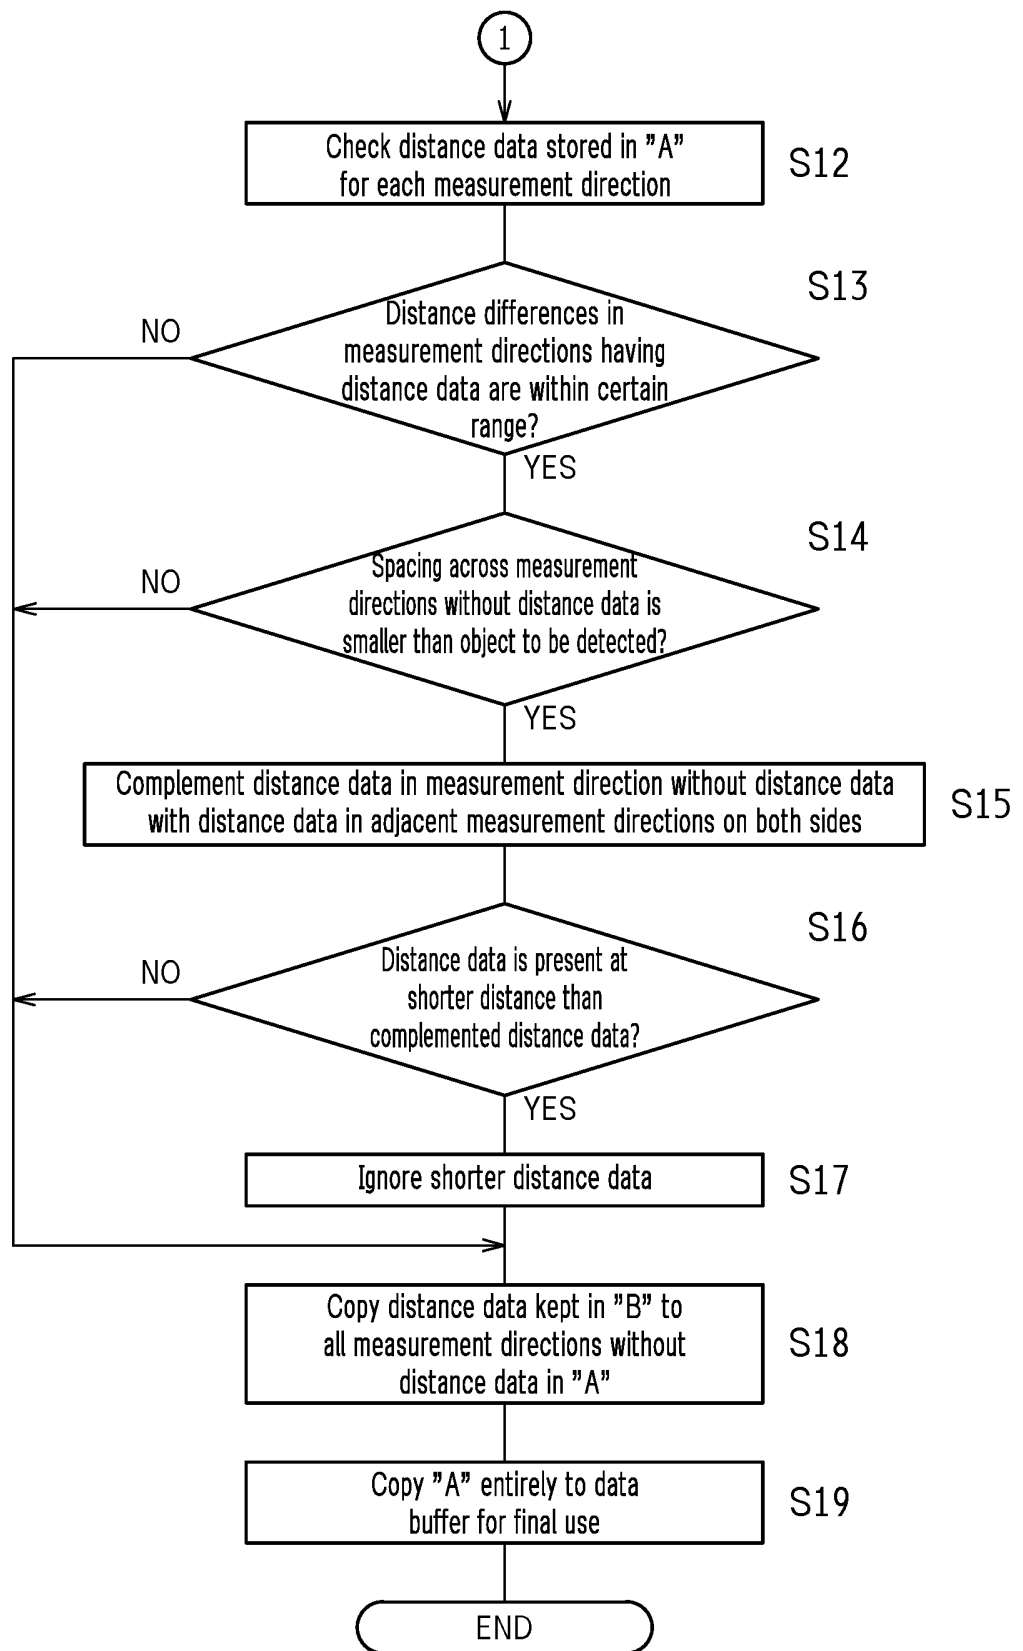 1
Check distance data stored in ”A”
for each measurement direction
S12
S13
Distance differences in
measurement directions having
distance data are within certain
range?
NO
YES
S14
Spacing across measurement
directions without distance data is
smaller than object to be detected?
NO
YES
Complement distance data in measurement direction without distance data
with distance data in adjacent measurement directions on both sides
S15
S16
Distance data is present at
shorter distance than
complemented distance data?
NO
YES
Ignore shorter distance data
S17
Copy distance data kept in ”B” to
all measurement directions without
distance data in ”A”
S18
Copy ”A” entirely to data
buffer for final use
S19
END